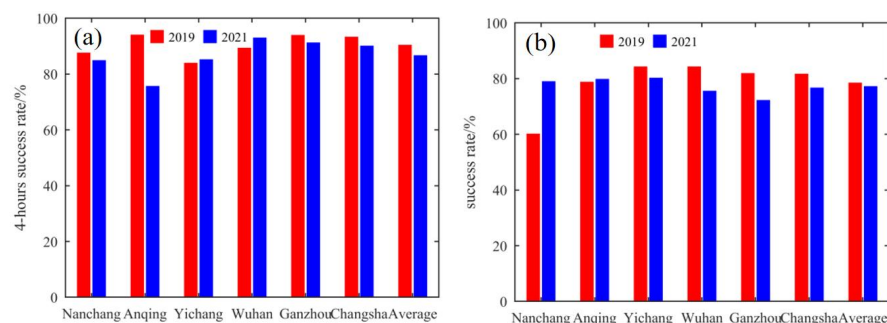 (a)
2019 2021
4-hours success rate/%
100
80
60
40
20
0
Nanchang Anqing Yichang Wuhan Ganzhou Changsha Average
(b)
2019 2021
success rate/%
100
80
60
40
20
0
Nanchang Anqing Yichang Wuhan Ganzhou Changsha Average